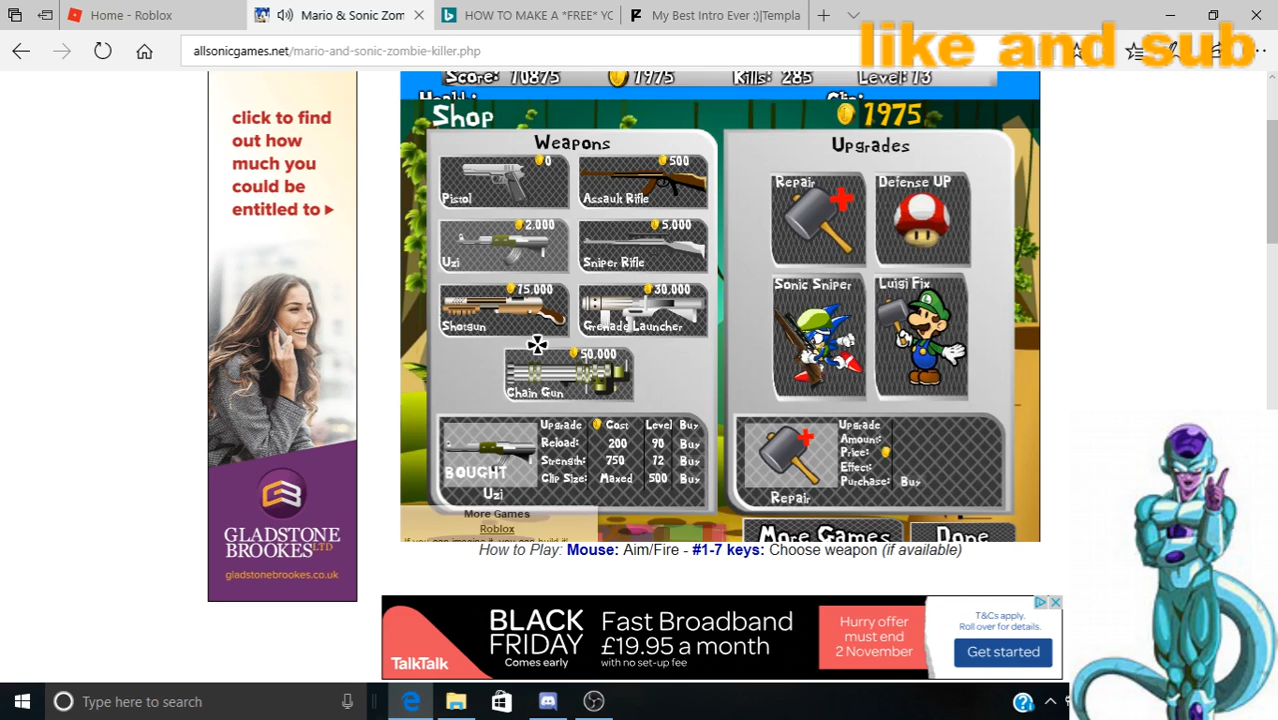 Home - Roblox
Mario & Sonic Zom
HOW TO MAKE A *FREE* YC
My Best Intro Ever :)|Templa
allsonicgames.net/mario-and-sonic-zombie-killer.php
like and sub
click to find
out how
much you
could be
entitled to
GLADSTONE
BROOKES LTD
gladstonebrookes.co.uk
Score: 10875 1975 Kills: 285 Level: 13
Health: Clip:
Shop 1975
Weapons
Pistol 0
Assault Rifle 500
Uzi 2,000
Sniper Rifle 5,000
Shotgun 15,000
Grenade Launcher 30,000
Chain Gun 50,000
Upgrade Cost Level Buy
Reload: 200 90 Buy
Strength: 750 72 Buy
Clip Size: Maxed 500 Buy
BOUGHT
Uzi
Upgrades
Repair
Defense UP
Sonic Sniper
Luigi Fix
Upgrade
Amount:
Price:
Effect:
Purchase: Buy
Repair
More Games
Roblox
More Games
Done
How to Play: Mouse: Aim/Fire - #1-7 keys: Choose weapon (if available)
TalkTalk
BLACK
FRIDAY
Comes early
Fast Broadband
£19.95 a month
with no set-up fee
Hurry offer
must end
2 November
T&Cs apply.
Roll over for details.
Get started
Type here to search